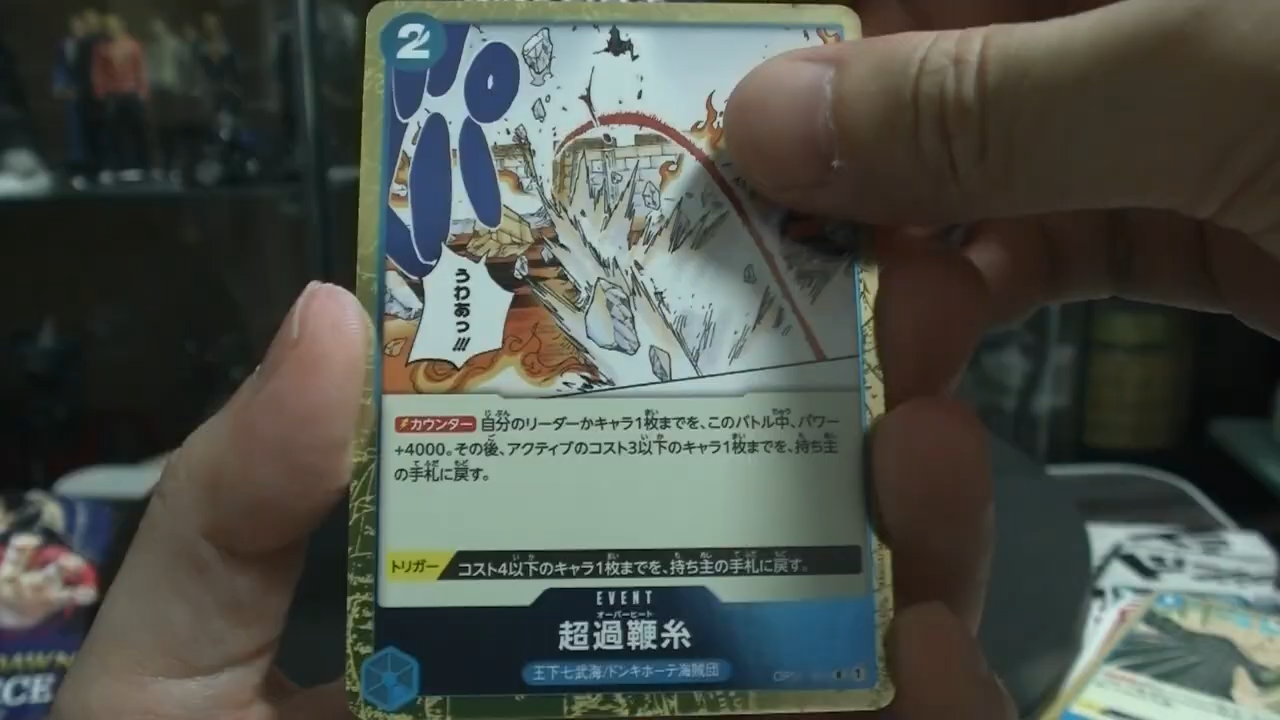 2
うわあっ!!!
カウンター 自分のリーダーかキャラ1枚までを、このバトル中、パワー
+4000。その後、アクティブのコスト3以下のキャラ1枚までを、持ち主
の手札に戻す。
トリガー コスト4以下のキャラ1枚までを、持ち主の手札に戻す。
EVENT
オーバーヒート
超過鞭糸
王下七武海/ドンキホーテ海賊団